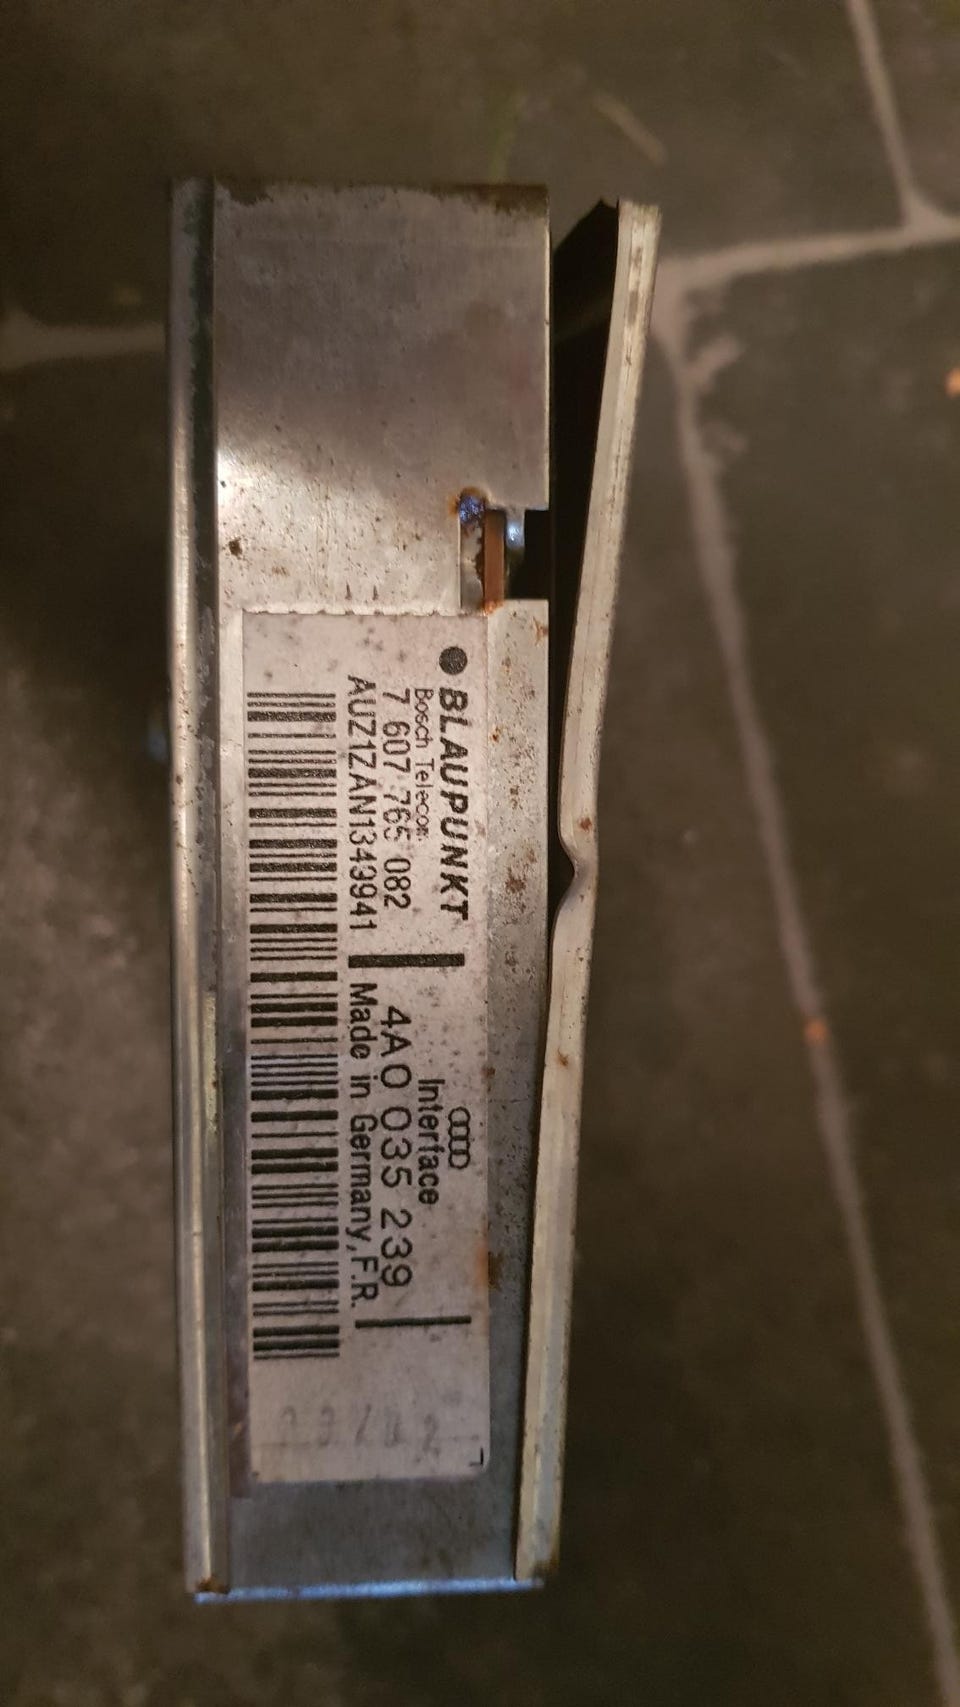 BLAUPUNKT
Bosch Telecom
7 607 765 082
AUZ1ZAN1349941
Interface
4A0 035 239
Made in Germany, F.R.